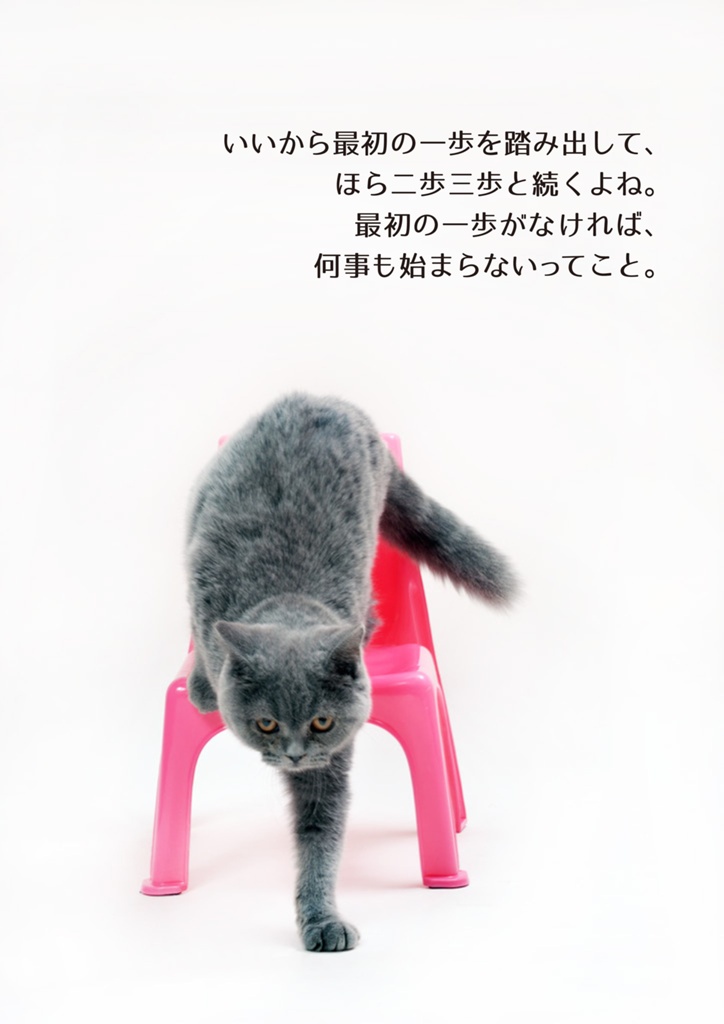 いいから最初の一歩を踏み出して、
ほら二歩三歩と続くよね。
最初の一歩がなければ、
何事も始まらないってこと。